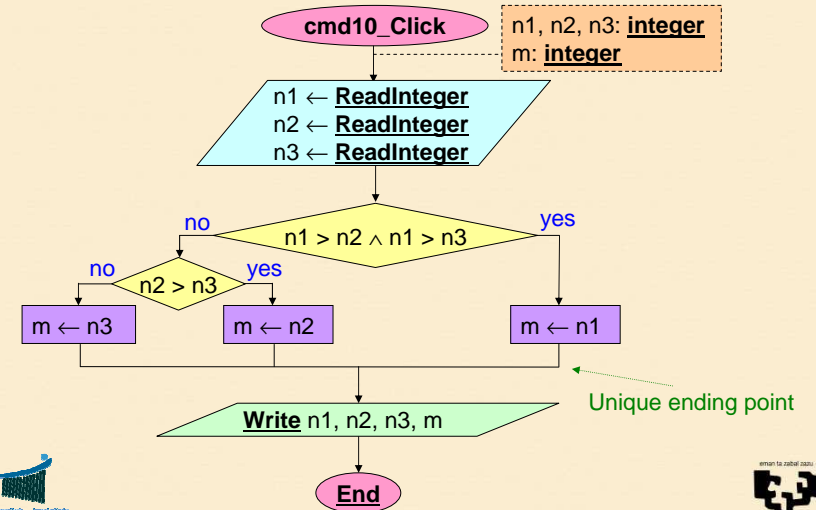 cmd10_Click
n1, n2, n3: integer
m: integer
n1 ← ReadInteger
n2 ← ReadInteger
n3 ← ReadInteger
no
yes
n1 > n2 ∧ n1 > n3
no
yes
n2 > n3
m ← n3
m ← n2
m ← n1
Unique ending point
Write n1, n2, n3, m
End
eman ta zabal zazu